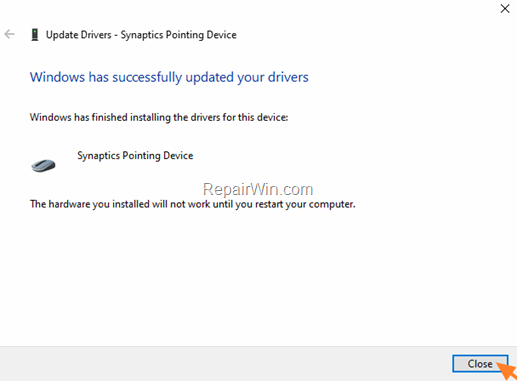 Update Drivers - Synaptics Pointing Device
Windows has successfully updated your drivers
Windows has finished installing the drivers for this device:
Synaptics Pointing Device
RepairWin.com
The hardware you installed will not work until you restart your computer.
Close